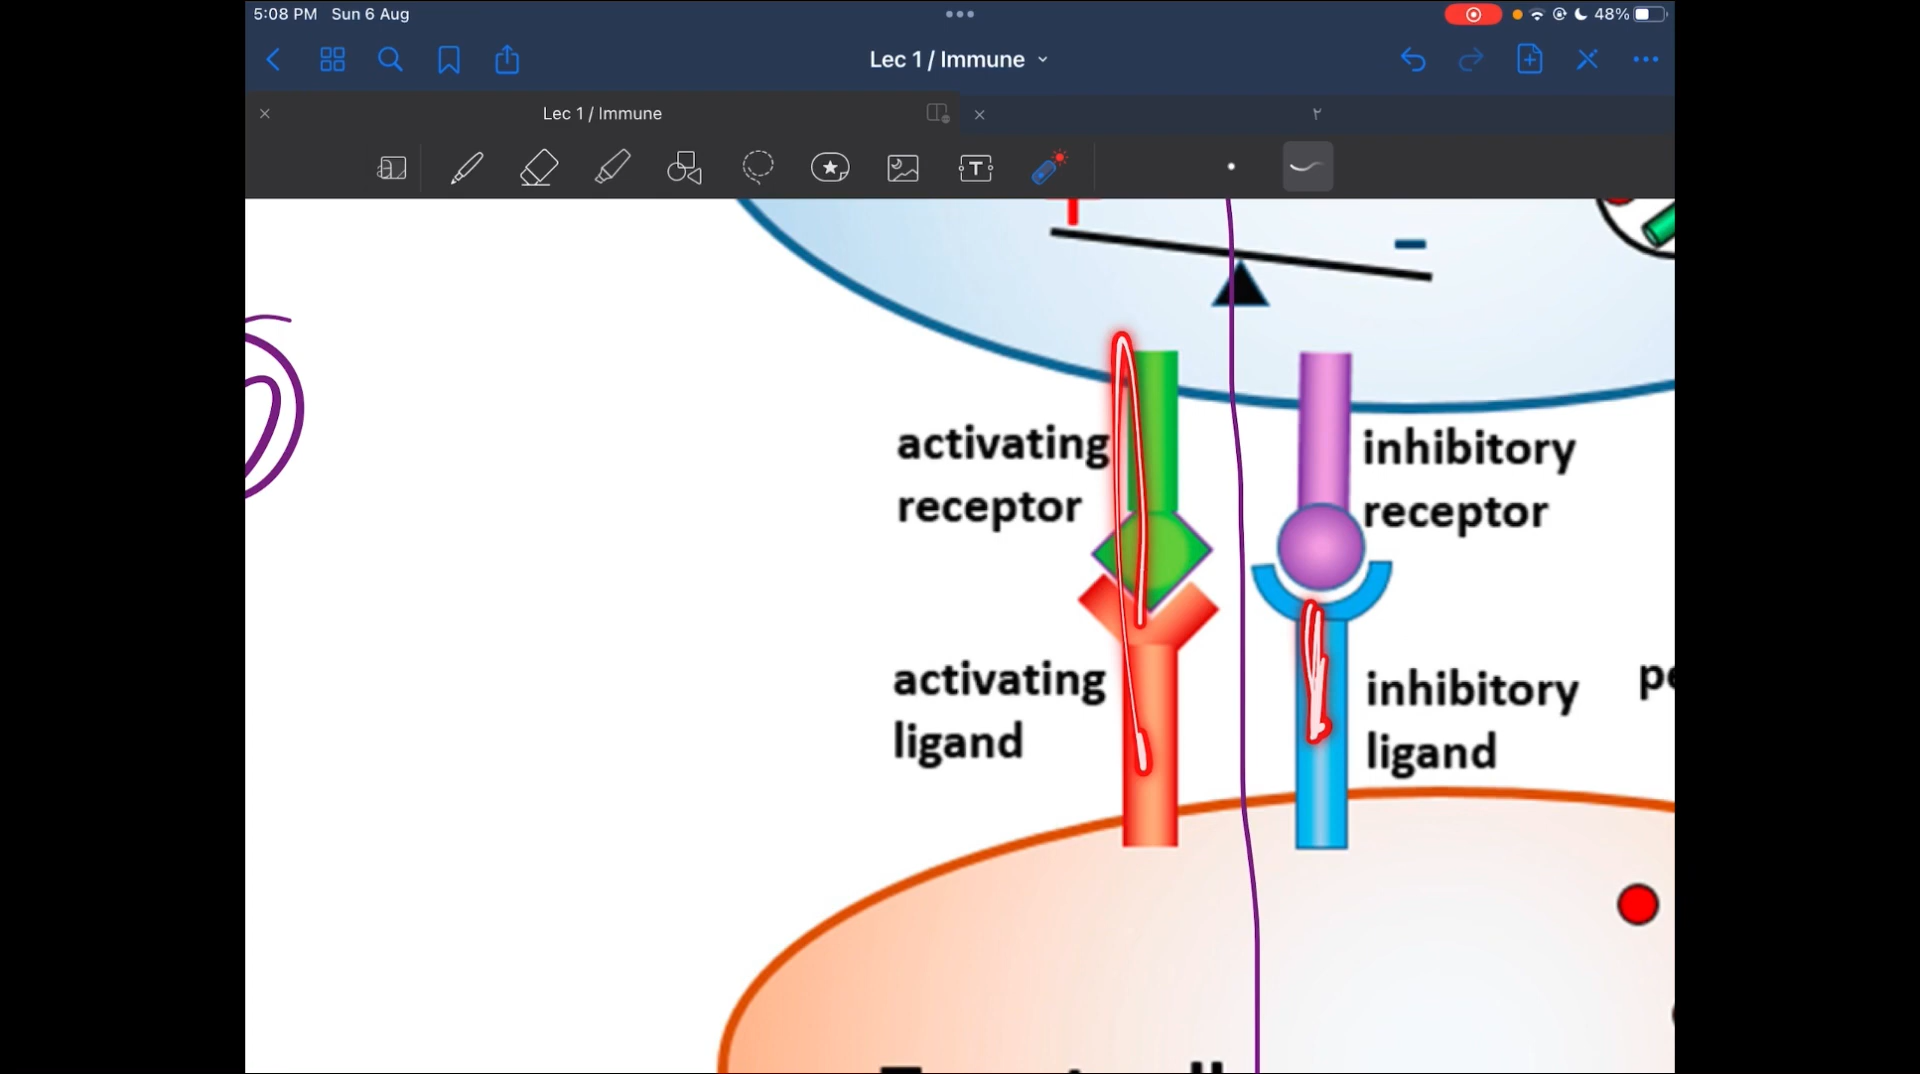 5:08 PM Sun 6 Aug
48%
Lec 1 / Immune
Lec 1 / Immune
٢
T
+
-
activating
receptor
inhibitory
receptor
activating
ligand
inhibitory
ligand